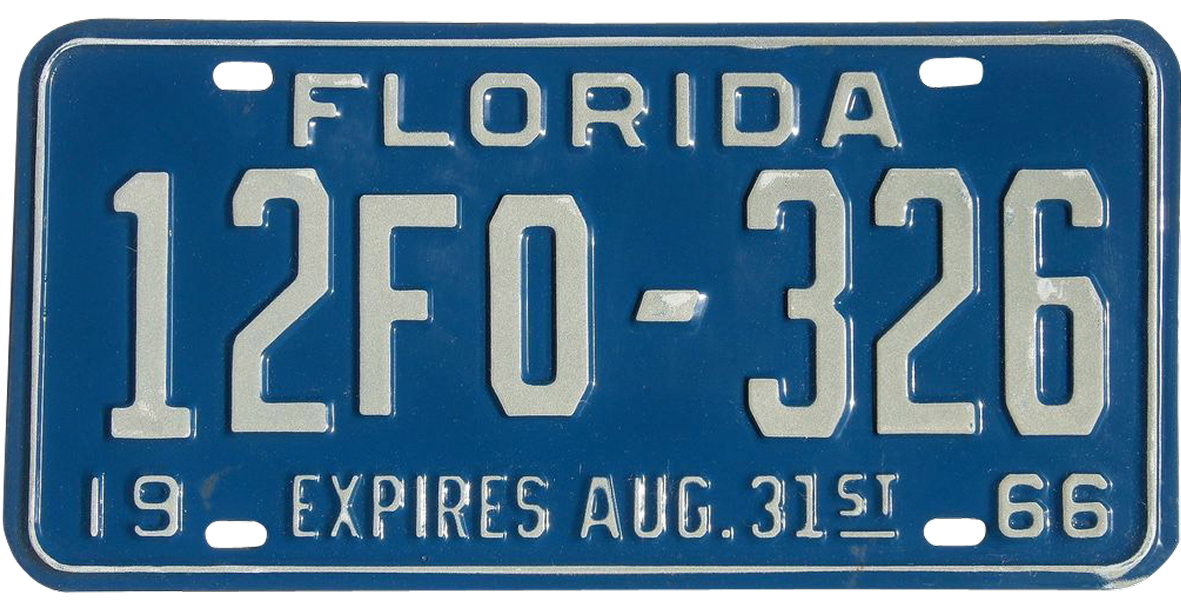 FLORIDA
12FO-326
19 EXPIRES AUG. 31ST 66